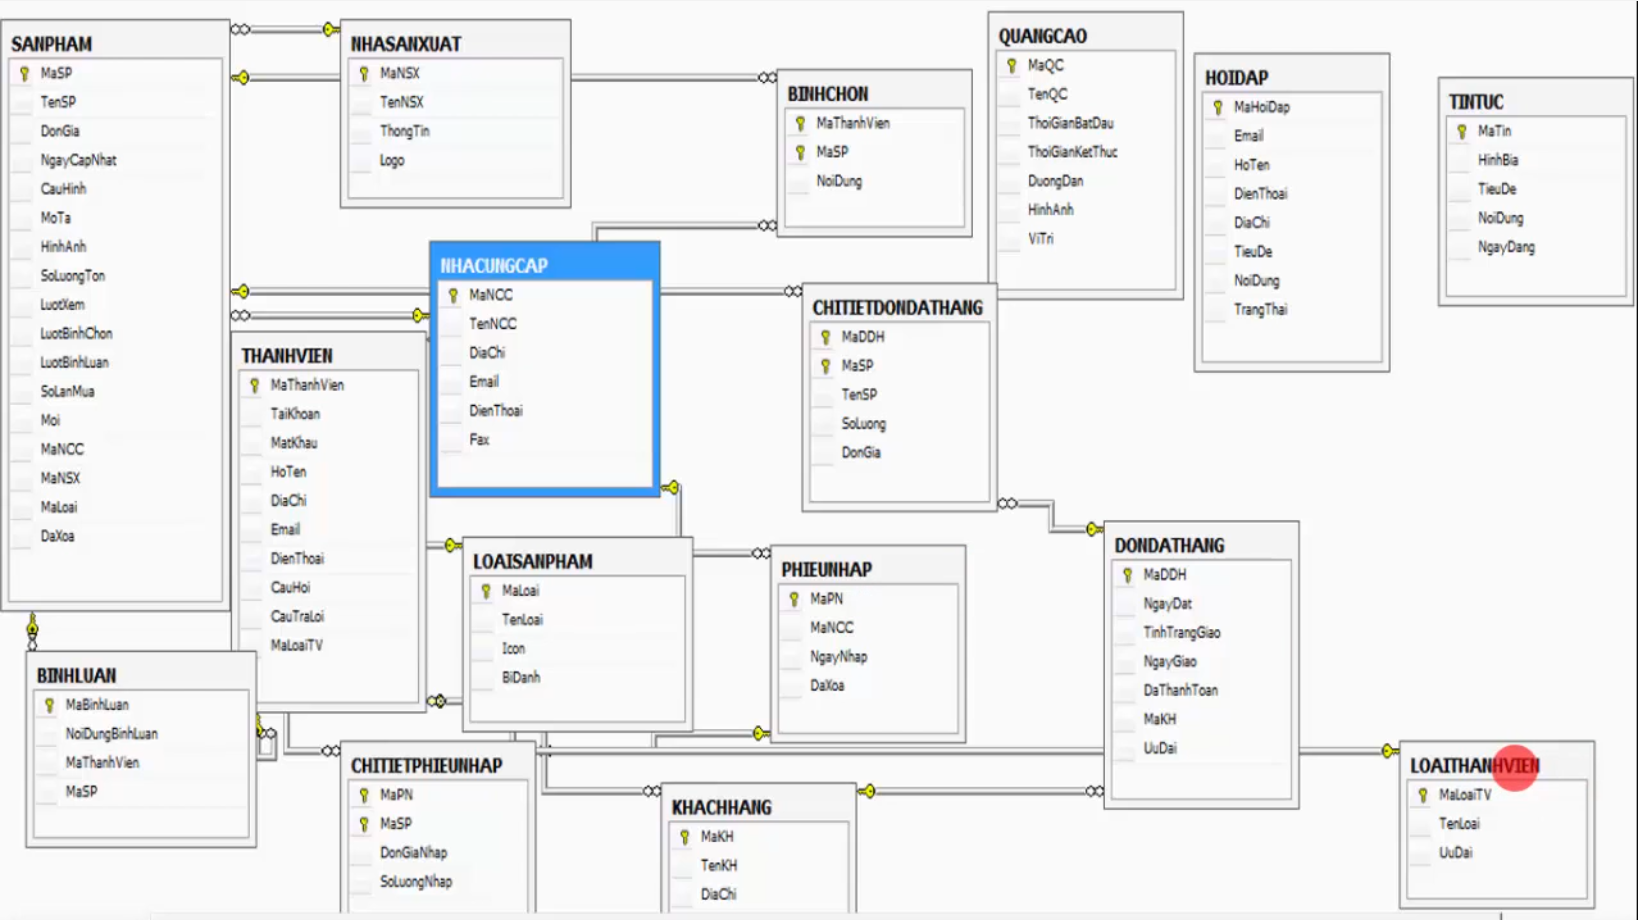 SANPHAM
MaSP
TenSP
DonGia
NgayCapNhat
CauHinh
MoTa
HinhAnh
SoLuongTon
LuotXem
LuotBinhChon
LuotBinhLuan
SoLanMua
Moi
MaNCC
MaNSX
MaLoai
DaXoa
NHASANXUAT
MaNSX
TenNSX
ThongTin
Logo
BINHCHON
MaThanhVien
MaSP
NoiDung
QUANGCAO
MaQC
TenQC
ThoiGianBatDau
ThoiGianKetThuc
DuongDan
HinhAnh
ViTri
HOIDAP
MaHoiDap
Email
HoTen
DienThoai
DiaChi
TieuDe
NoiDung
TrangThai
TINTUC
MaTin
HinhBia
TieuDe
NoiDung
NgayDang
NHACUNGCAP
MaNCC
TenNCC
DiaChi
Email
DienThoai
Fax
CHITIETDONDATHANG
MaDDH
MaSP
TenSP
SoLuong
DonGia
THANHVIEN
MaThanhVien
TaiKhoan
MatKhau
HoTen
DiaChi
Email
DienThoai
CauHoi
CauTraLoi
MaLoaiTV
LOAISANPHAM
MaLoai
TenLoai
Icon
BiDanh
PHIEUNHAP
MaPN
MaNCC
NgayNhap
DaXoa
DONDATHANG
MaDDH
NgayDat
TinhTrangGiao
NgayGiao
DaThanhToan
MaKH
UuDai
BINHLUAN
MaBinhLuan
NoiDungBinhLuan
MaThanhVien
MaSP
CHITIETPHIEUNHAP
MaPN
MaSP
DonGiaNhap
SoLuongNhap
KHACHHANG
MaKH
TenKH
DiaChi
LOAITHANHVIEN
MaLoaiTV
TenLoai
UuDai